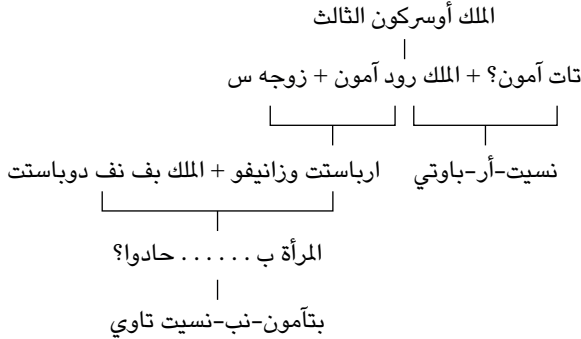 الملك أوسركون الثالث
تات آمون؟ + الملك رود آمون + زوجه س
نسيت-أر-باوتي ارباستت وزانيفو + الملك بف نف دوباستت
المرأة ب . . . . . . حادوا؟
بتآمون-نب-نسيت تاوي